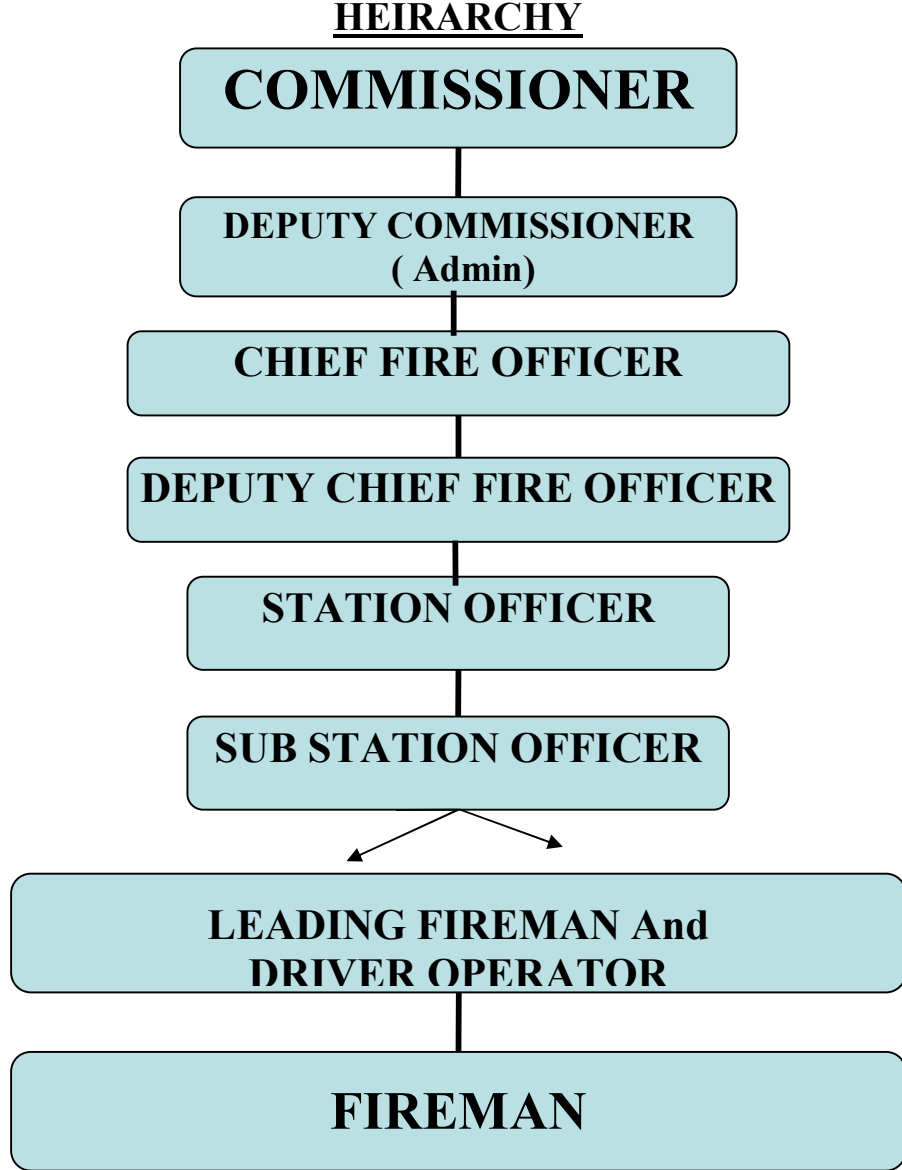 HEIRARCHY
COMMISSIONER
DEPUTY COMMISSIONER
( Admin)
CHIEF FIRE OFFICER
DEPUTY CHIEF FIRE OFFICER
STATION OFFICER
SUB STATION OFFICER
LEADING FIREMAN And
DRIVER OPERATOR
FIREMAN